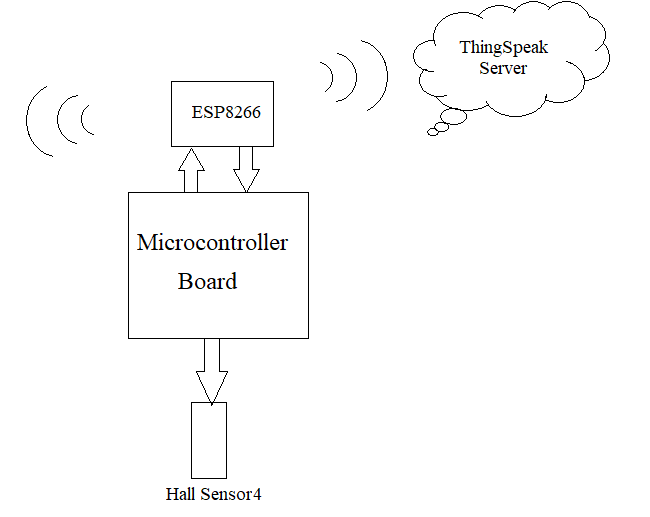 ThingSpeak
Server
ESP8266
Microcontroller
Board
Hall Sensor4